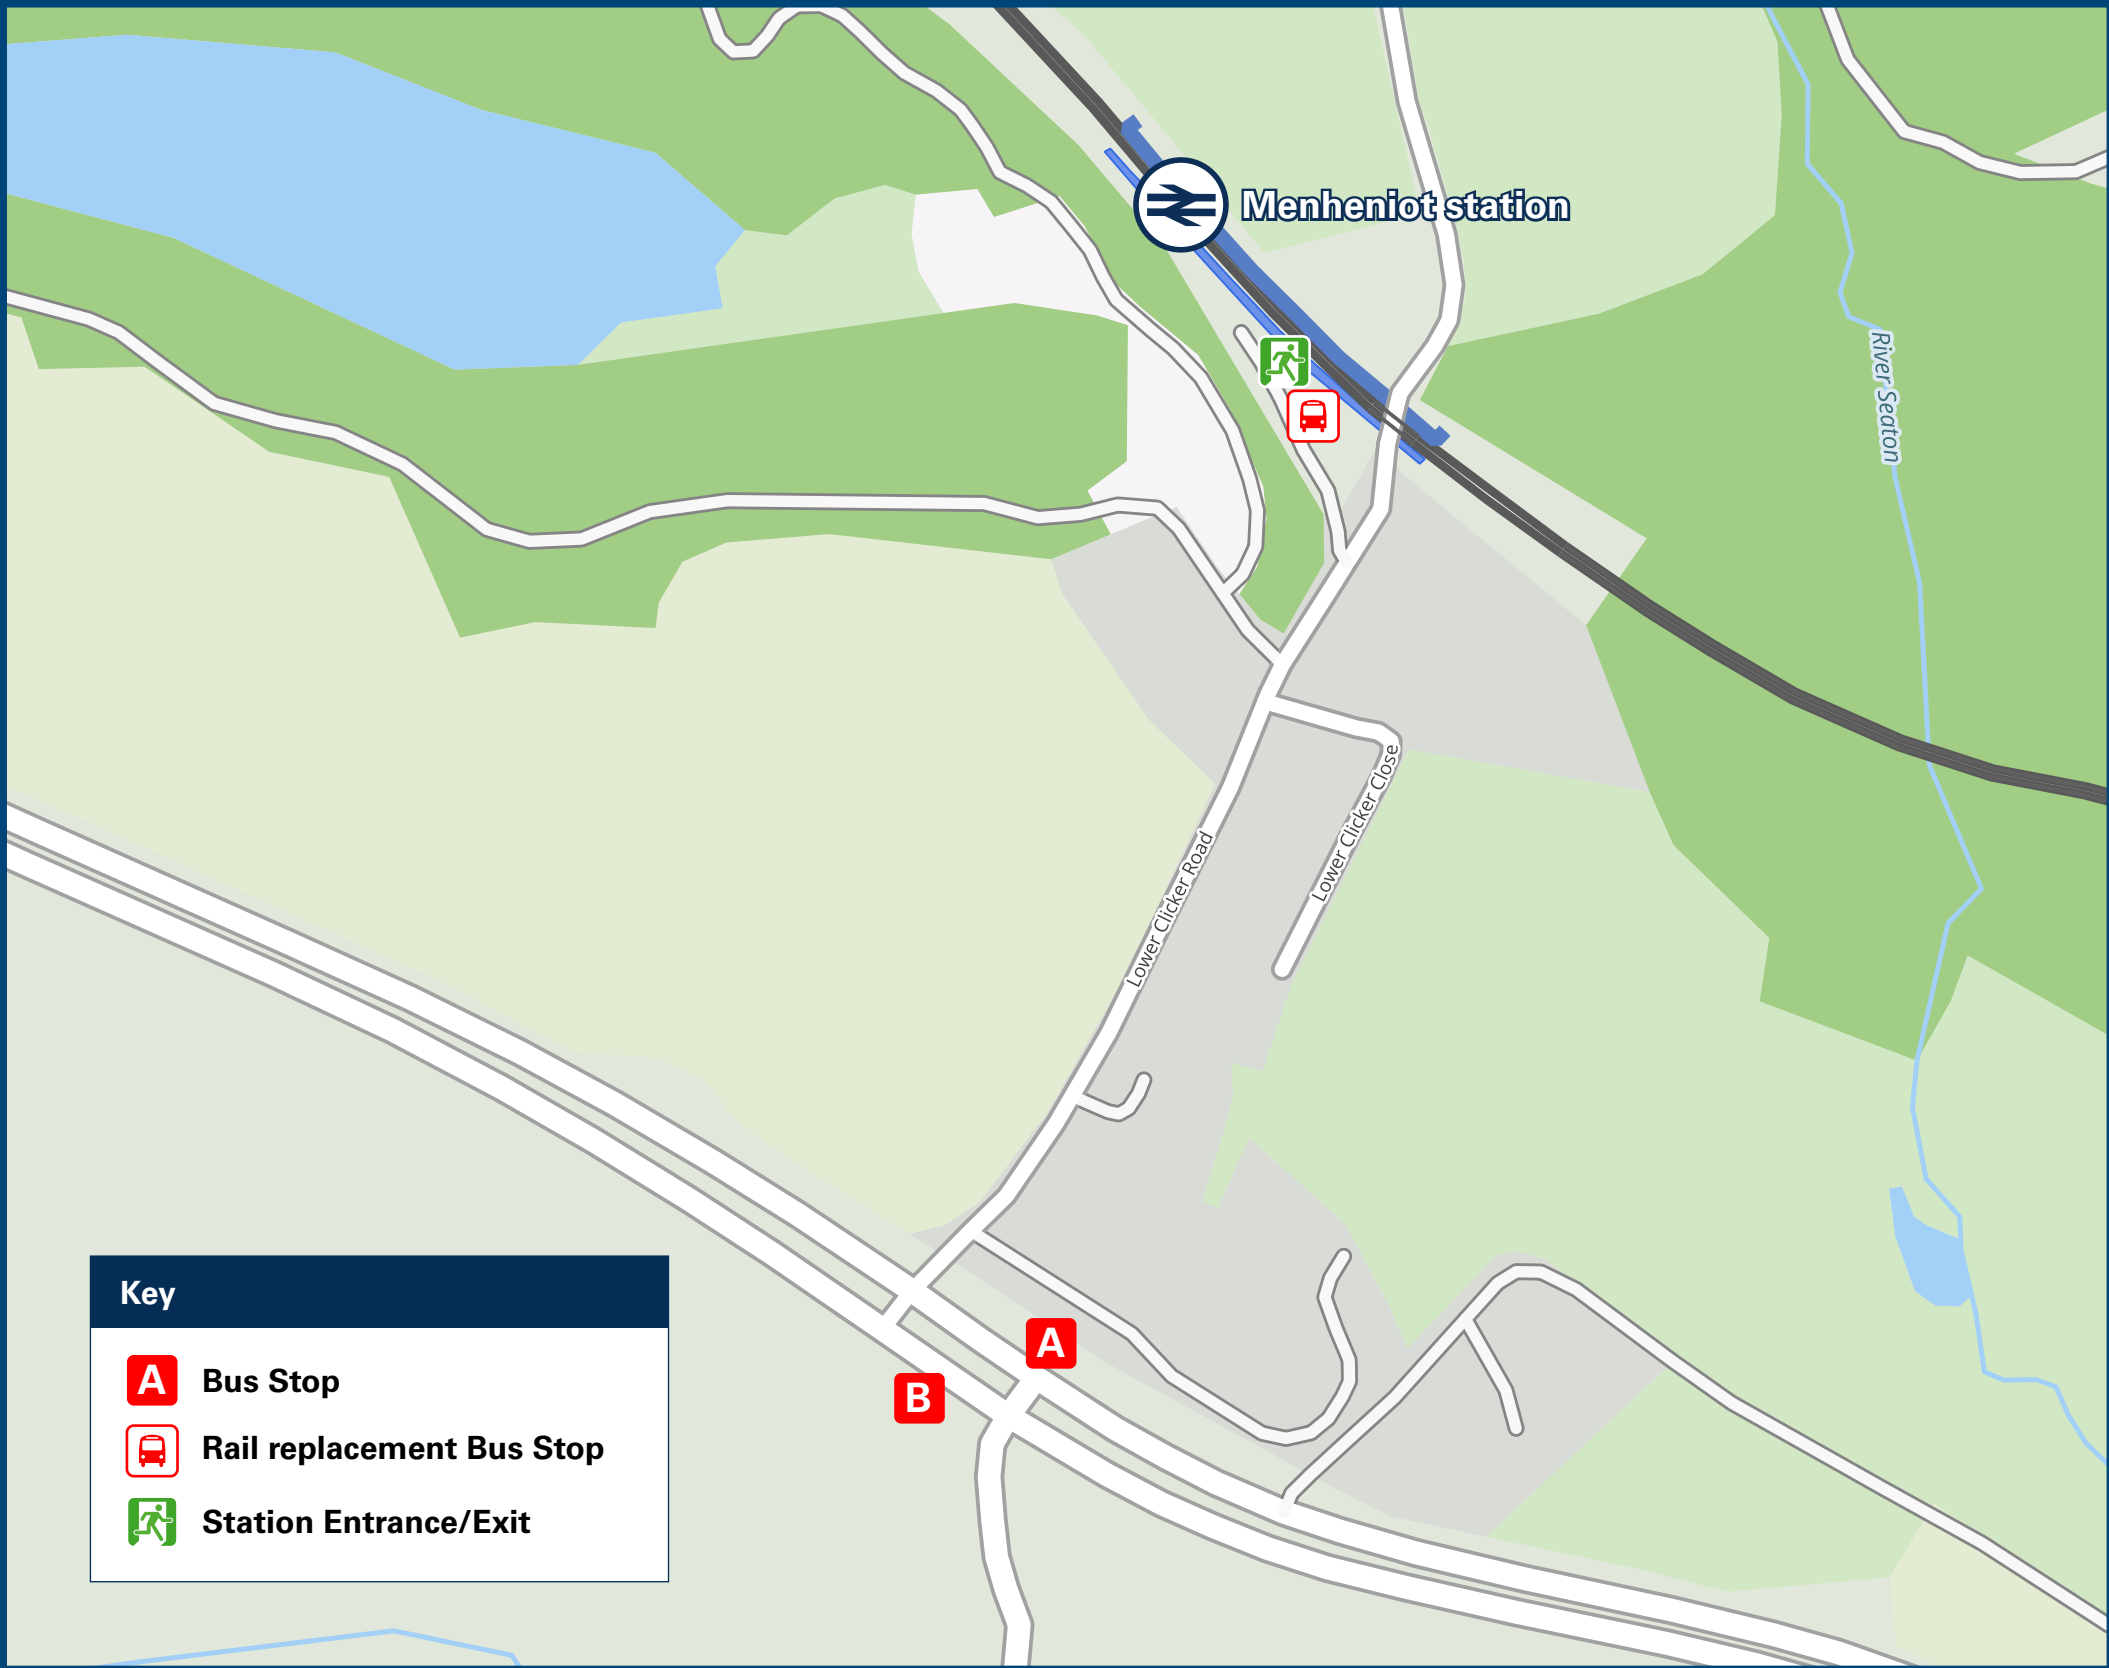 Menheniot station
River Seaton
Lower Clicker Close
Lower Clicker Road
A
B
Key
A Bus Stop
Rail replacement Bus Stop
Station Entrance/Exit